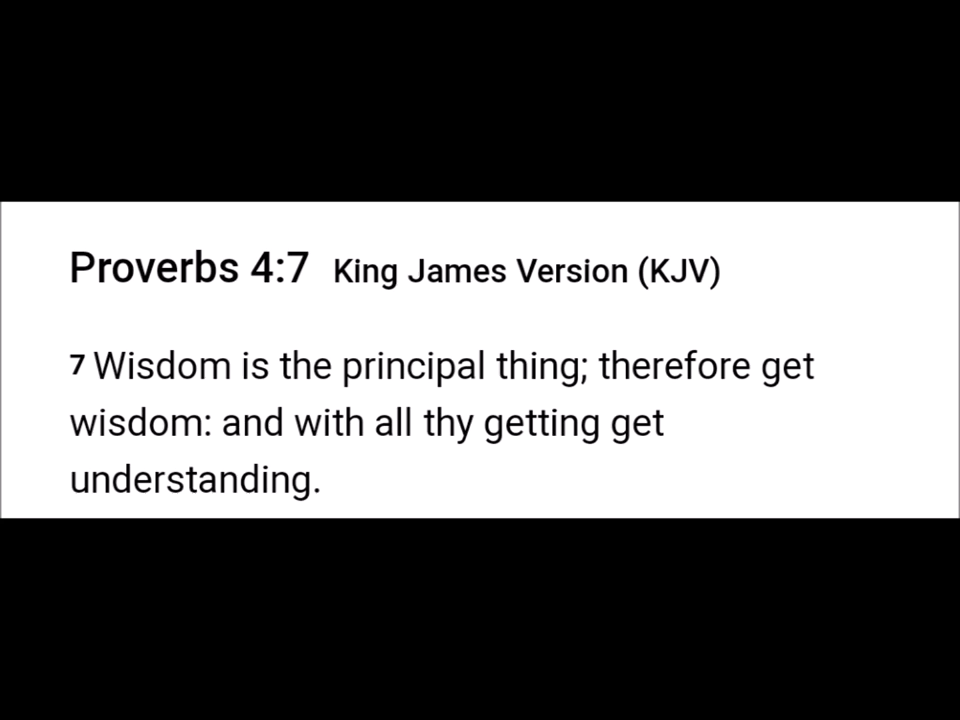 Proverbs 4:7 King James Version (KJV)
7 Wisdom is the principal thing; therefore get
wisdom: and with all thy getting get
understanding.